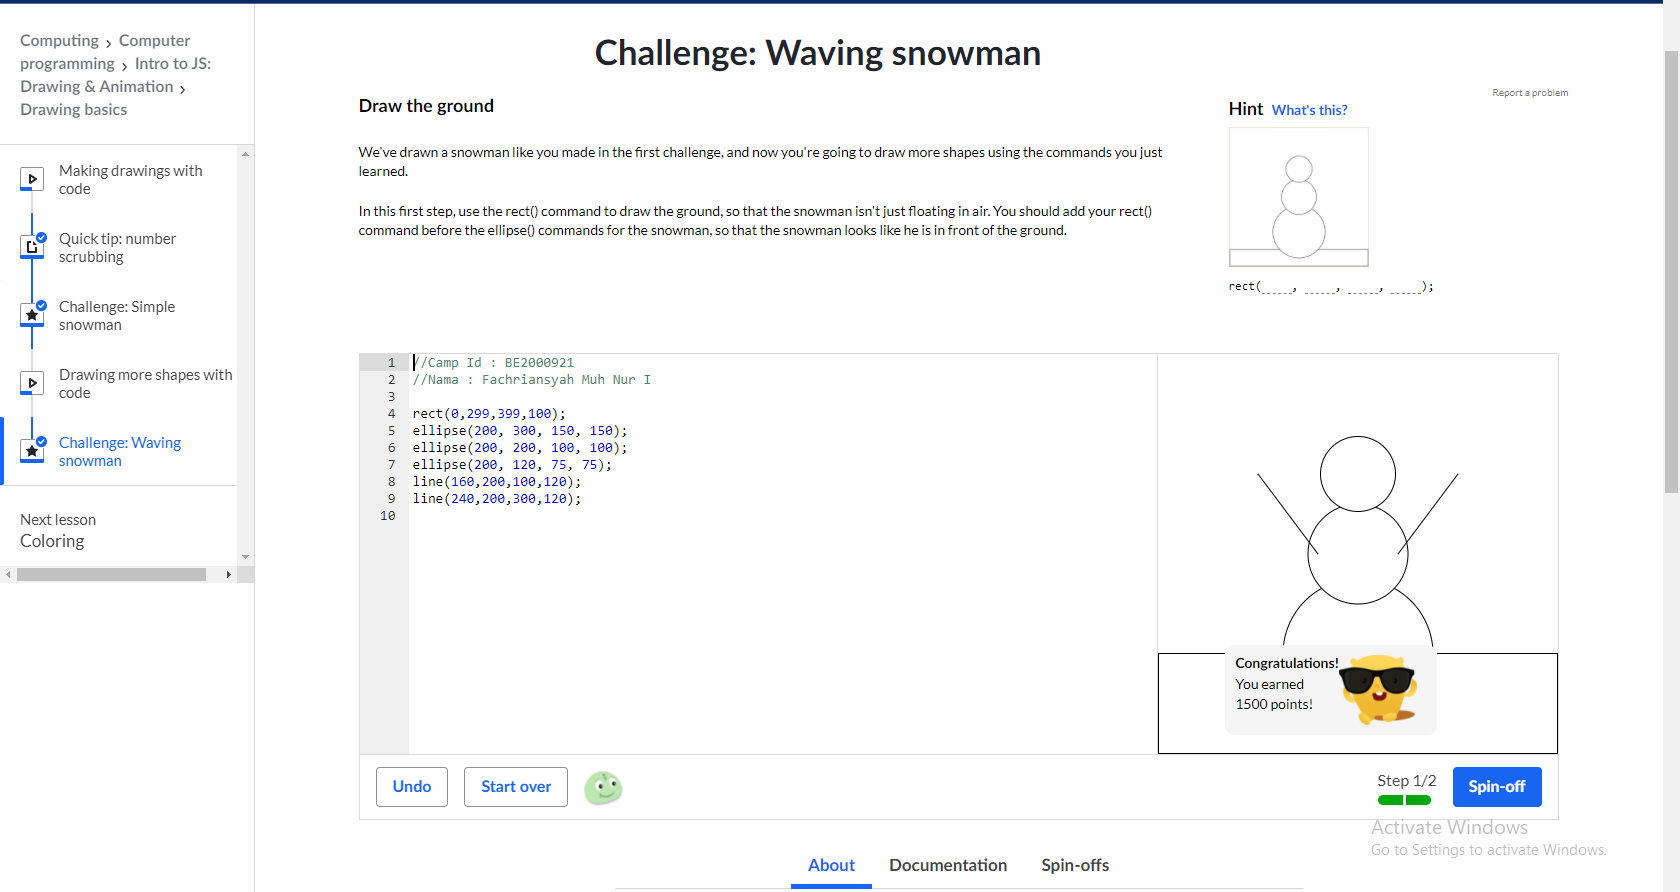 Computing › Computer
programming › Intro to JS:
Drawing & Animation ›
Drawing basics
Making drawings with
code
Quick tip: number
scrubbing
Challenge: Simple
snowman
Drawing more shapes with
code
Challenge: Waving
snowman
Next lesson
Coloring
Challenge: Waving snowman
Report a problem
Draw the ground
We've drawn a snowman like you made in the first challenge, and now you're going to draw more shapes using the commands you just
learned.
In this first step, use the rect() command to draw the ground, so that the snowman isn't just floating in air. You should add your rect()
command before the ellipse() commands for the snowman, so that the snowman looks like he is in front of the ground.
Hint What's this?
rect(_____, _____, _____, _____);
1 //Camp Id : BE2000921
2 //Nama : Fachriansyah Muh Nur I
3
4 rect(0,299,399,100);
5 ellipse(200, 300, 150, 150);
6 ellipse(200, 200, 100, 100);
7 ellipse(200, 120, 75, 75);
8 line(160,200,100,120);
9 line(240,200,300,120);
10
Congratulations!
You earned
1500 points!
Undo
Start over
Step 1/2
Spin-off
Activate Windows
Go to Settings to activate Windows.
About
Documentation
Spin-offs